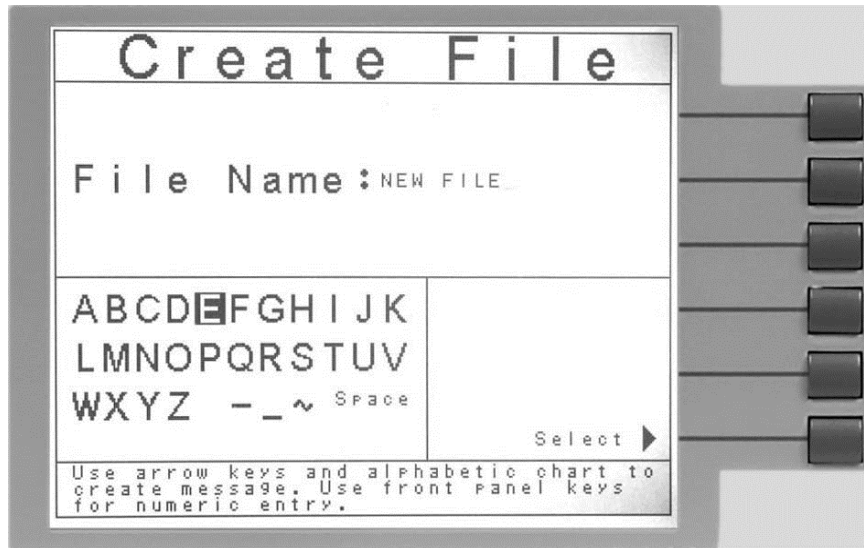 Create File
File Name:NEW FILE_
ABCDEFGHIJK
LMNOPQRSTUV
WXYZ -_~ Space
Select
Use arrow keys and alphabetic chart to
create message. Use front panel keys
for numeric entry.